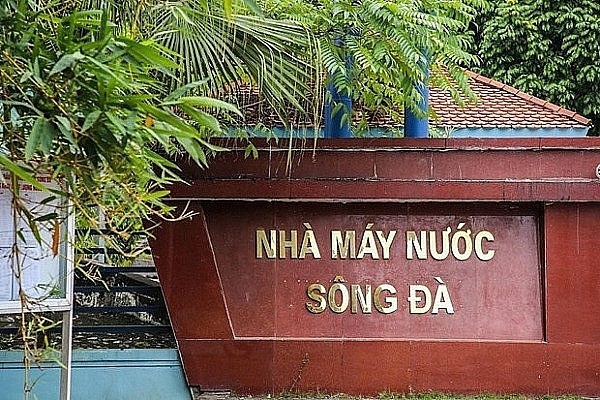 NHÀ MÁY NƯỚC
SÔNG ĐÀ